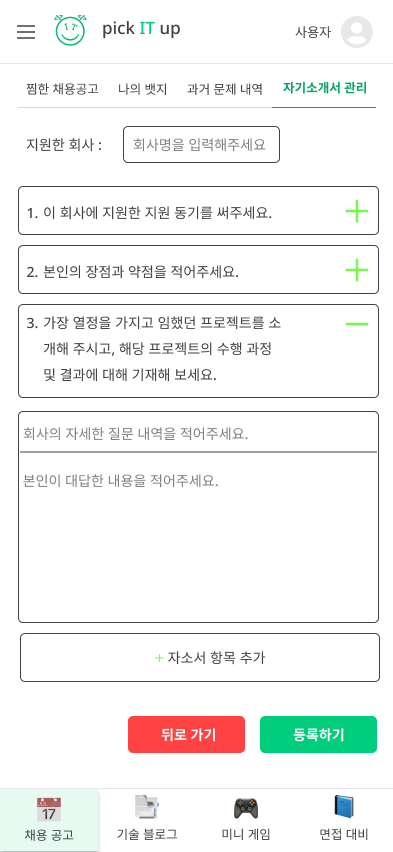 pick IT up
사용자
찜한 채용공고 나의 뱃지 과거 문제 내역 자기소개서 관리
지원한 회사 : 회사명을 입력해주세요
1. 이 회사에 지원한 지원 동기를 써주세요.
2. 본인의 장점과 약점을 적어주세요.
3. 가장 열정을 가지고 임했던 프로젝트를 소
개해 주시고, 해당 프로젝트의 수행 과정
및 결과에 대해 기재해 보세요.
회사의 자세한 질문 내역을 적어주세요.
본인이 대답한 내용을 적어주세요.
+ 자소서 항목 추가
뒤로 가기 등록하기
17
채용 공고 기술 블로그 미니 게임 면접 대비